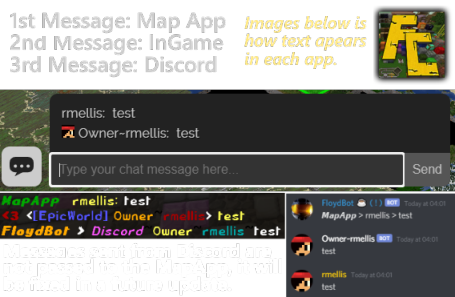 1st Message: Map App
2nd Message: InGame
3rd Message: Discord
Images below is
how text apears
in each app.
FC
rmellis: test
Owner-rmellis: test
Type your chat message here...
Send
MapApp rmellis: test
<3 <[EpicWorld] Owner rmellis> test
FloydBot > Discord Owner rmellis test
FloydBot (1) BOT Today at 04:01
MapApp > rmellis > test
Owner-rmellis BOT Today at 04:01
test
rmellis Today at 04:01
test
Messages sent from Discord are
not passed to the MapApp, will
be fixed in a future update.